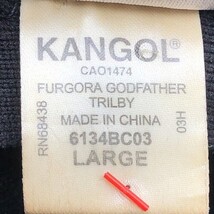 KANGOL®
CAO1474
FURGORA GODFATHER
TRILBY
MADE IN CHINA
6134BC03
LARGE
RN68438
03H